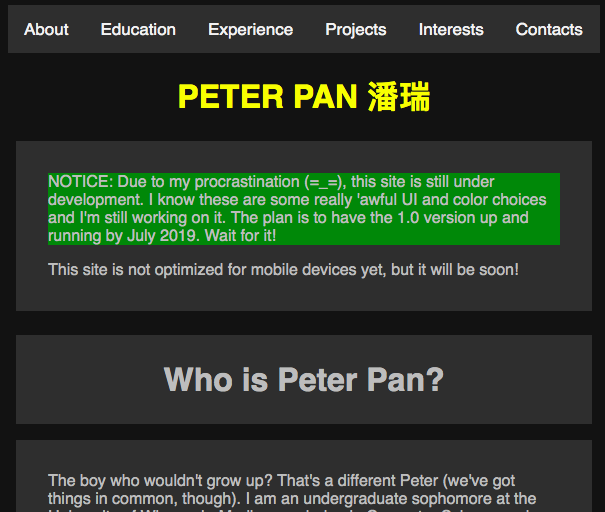 About Education Experience Projects Interests Contacts
PETER PAN 潘瑞
NOTICE: Due to my procrastination (=_=), this site is still under
development. I know these are some really 'awful UI and color choices
and I'm still working on it. The plan is to have the 1.0 version up and
running by July 2019. Wait for it!
This site is not optimized for mobile devices yet, but it will be soon!
Who is Peter Pan?
The boy who wouldn't grow up? That's a different Peter (we've got
things in common, though). I am an undergraduate sophomore at the